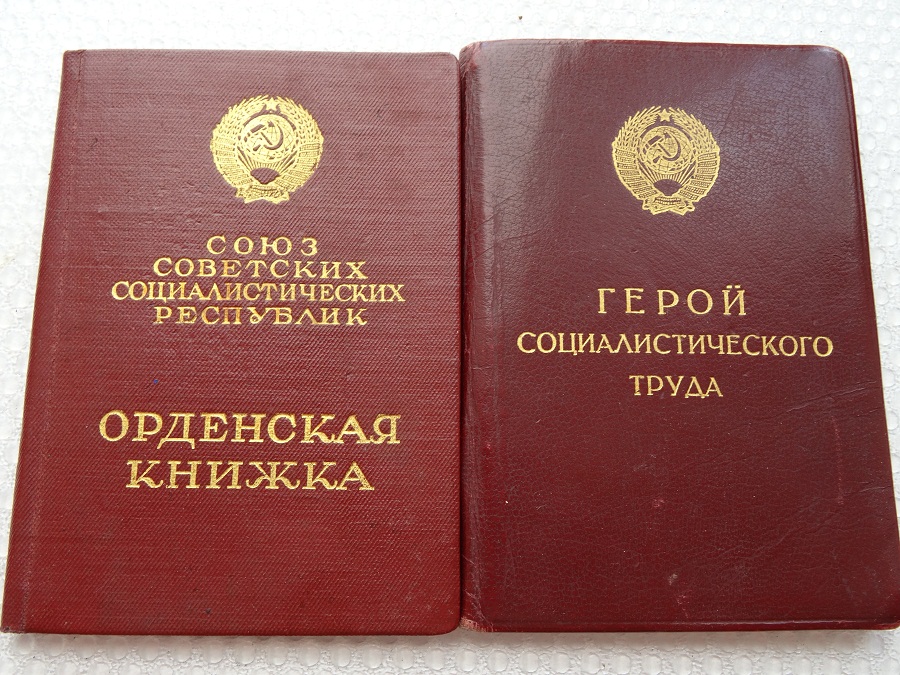 СОЮЗ
СОВЕТСКИХ
СОЦИАЛИСТИЧЕСКИХ
РЕСПУБЛИК
ОРДЕНСКАЯ
КНИЖКА
ГЕРОЙ
СОЦИАЛИСТИЧЕСКОГО
ТРУДА